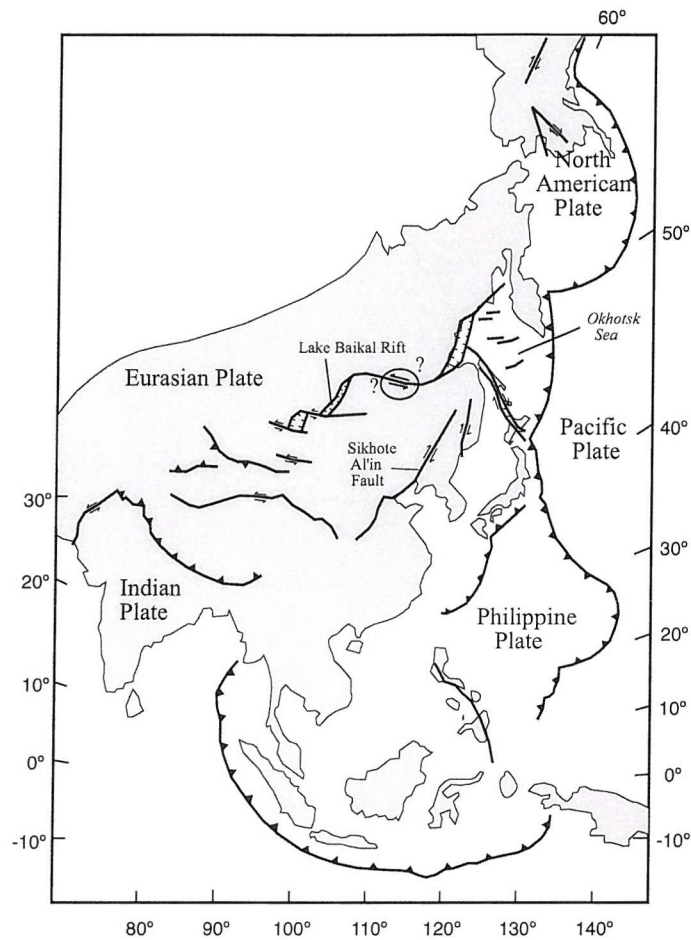 60°
North
American
Plate
50°
Okhotsk
Sea
Lake Baikal Rift
?
?
Eurasian Plate
Pacific
Plate
40°
Sikhote
Al'in
Fault
30°
30°
20°
Indian
Plate
Philippine
Plate
20°
10°
10°
0°
0°
-10°
-10°
80°
90°
100°
110°
120°
130°
140°